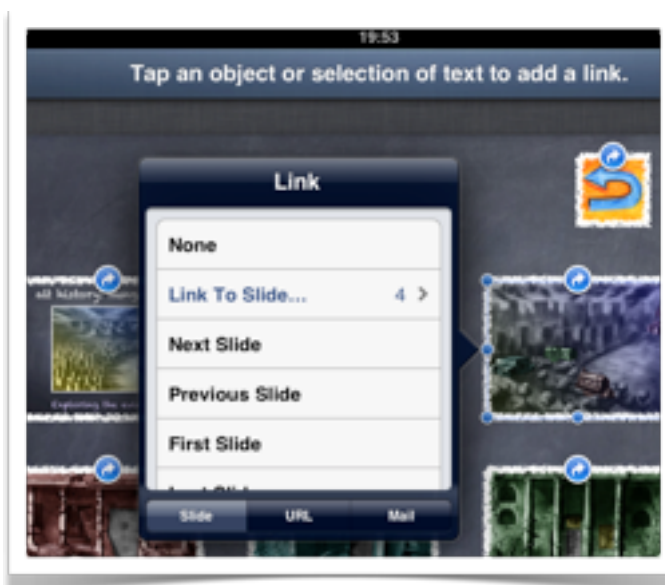 19:53
Tap an object or selection of text to add a link.
Link
None
Link To Slide... 4 >
Next Slide
Previous Slide
First Slide
Slide URL Mail